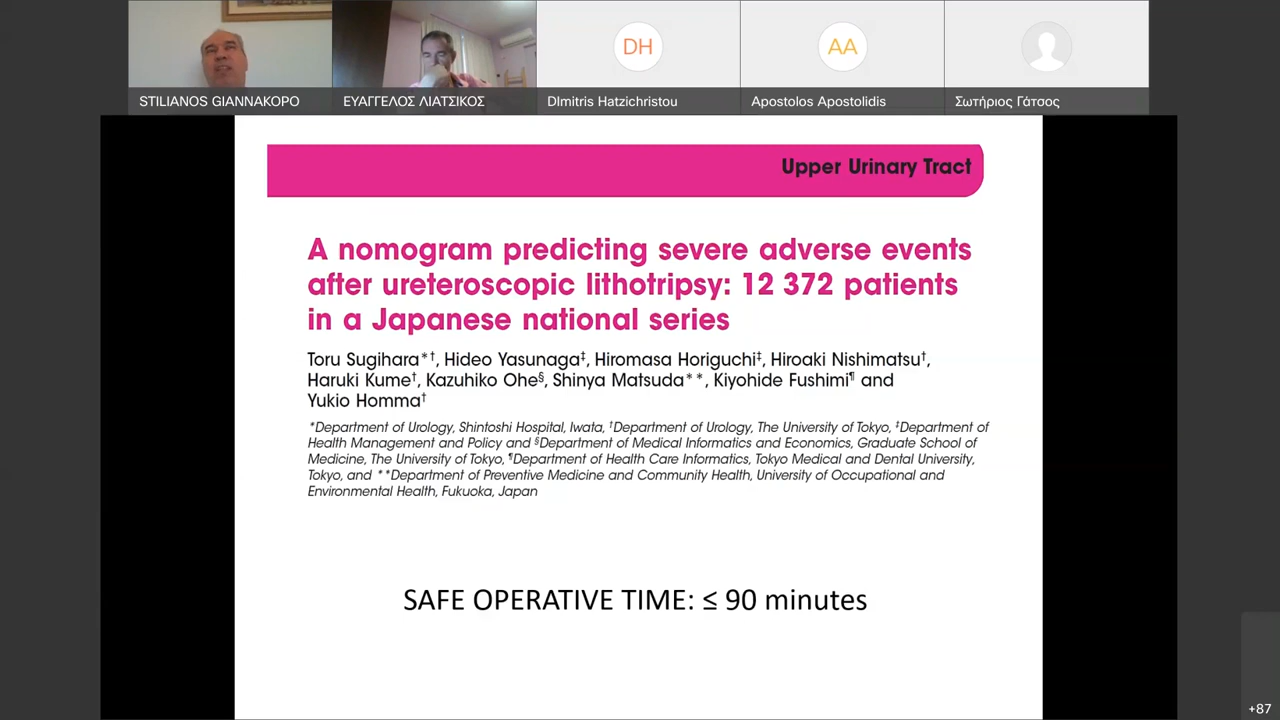 DH
AA
STILIANOS GIANNAKOPO
ΕΥΑΓΓΕΛΟΣ ΛΙΑΤΣΙΚΟΣ
DImitris Hatzichristou
Apostolos Apostolidis
Σωτήριος Γάτσος
Upper Urinary Tract
A nomogram predicting severe adverse events
after ureteroscopic lithotripsy: 12 372 patients
in a Japanese national series
Toru Sugihara*†, Hideo Yasunaga‡, Hiromasa Horiguchi‡, Hiroaki Nishimatsu†,
Haruki Kume†, Kazuhiko Ohe§, Shinya Matsuda**, Kiyohide Fushimi¶ and
Yukio Homma†
*Department of Urology, Shintoshi Hospital, Iwata, †Department of Urology, The University of Tokyo, ‡Department of
Health Management and Policy and §Department of Medical Informatics and Economics, Graduate School of
Medicine, The University of Tokyo, ¶Department of Health Care Informatics, Tokyo Medical and Dental University,
Tokyo, and **Department of Preventive Medicine and Community Health, University of Occupational and
Environmental Health, Fukuoka, Japan
SAFE OPERATIVE TIME: ≤ 90 minutes
+87